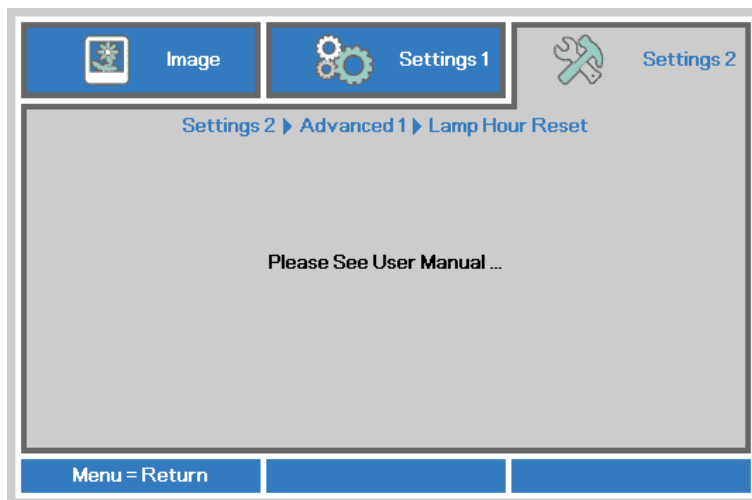 Image
Settings 1
Settings 2
Settings 2 ▶ Advanced 1 ▶ Lamp Hour Reset
Please See User Manual ...
Menu = Return